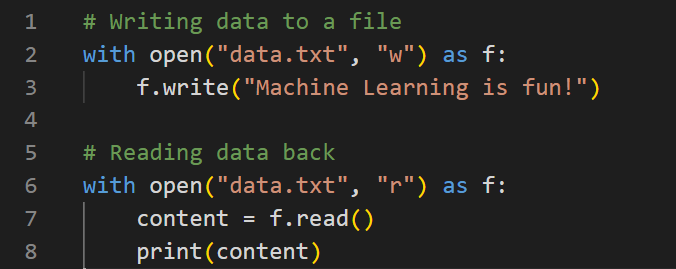 1 # Writing data to a file
2 with open("data.txt", "w") as f:
3     f.write("Machine Learning is fun!")
4
5 # Reading data back
6 with open("data.txt", "r") as f:
7     content = f.read()
8     print(content)